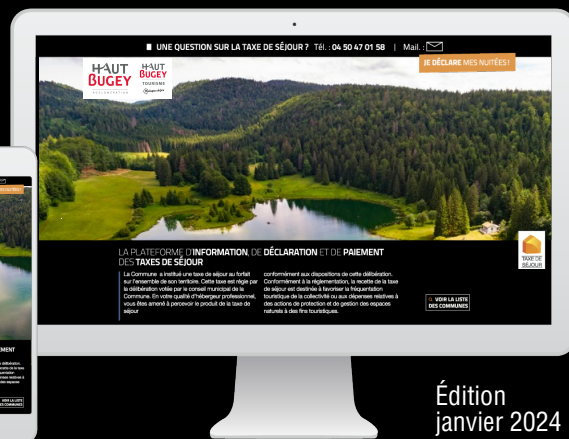 UNE QUESTION SUR LA TAXE DE SÉJOUR ? Tél. : 04 50 47 01 58 | Mail. :
JE DÉCLARE MES NUITÉES !
HAUT
BUGEY
AGGLOMÉRATION
HAUT
BUGEY
TOURISME
LA PLATEFORME D'INFORMATION, DE DÉCLARATION ET DE PAIEMENT
DES TAXES DE SÉJOUR
La Commune a institué une taxe de séjour au forfait
sur l'ensemble de son territoire. Cette taxe est régie par
la délibération votée par le conseil municipal de la
Commune. En votre qualité d'hébergeur professionnel,
vous êtes amené à percevoir le produit de la taxe de
séjour
conformément aux dispositions de cette délibération.
Conformément à la réglementation, la recette de la taxe
de séjour est destinée à favoriser la fréquentation
touristique de la collectivité ou aux dépenses relatives à
des actions de protection et de gestion des espaces
naturels à des fins touristiques.
TAXE DE
SÉJOUR
VOIR LA LISTE
DES COMMUNES
VOIR LA LISTE
DES COMMUNES
Édition
janvier 2024